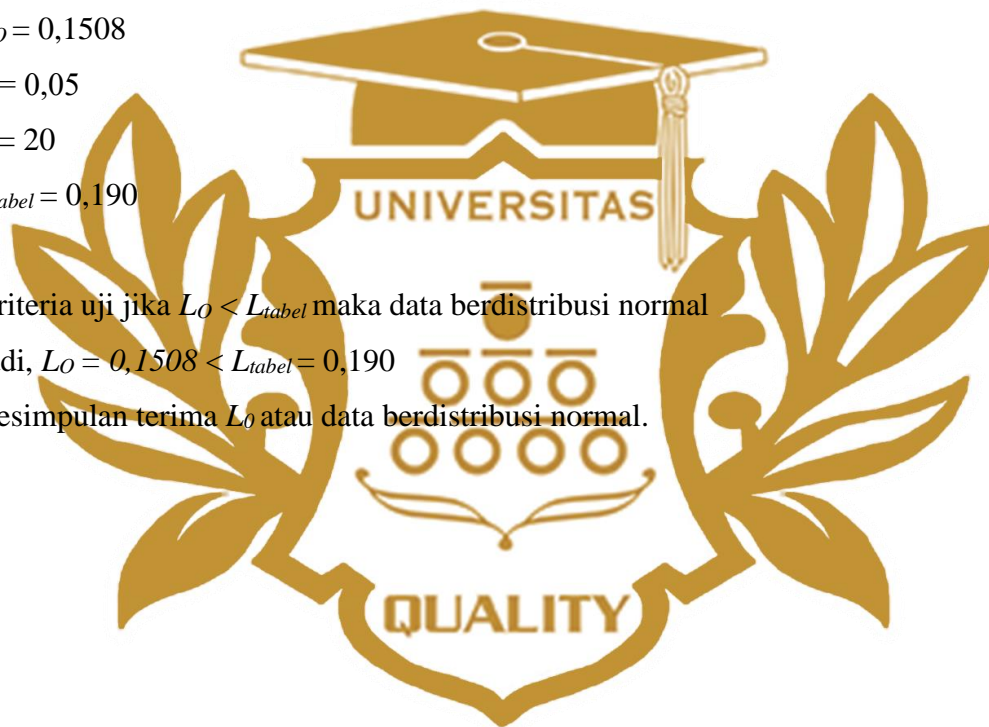 O = 0,1508
= 0,05
= 20
abel = 0,190
UNIVERSITAS
riteria uji jika LO < Ltabel maka data berdistribusi normal
di, LO = 0,1508 < Ltabel = 0,190
esimpulan terima L0 atau data berdistribusi normal.
QUALITY